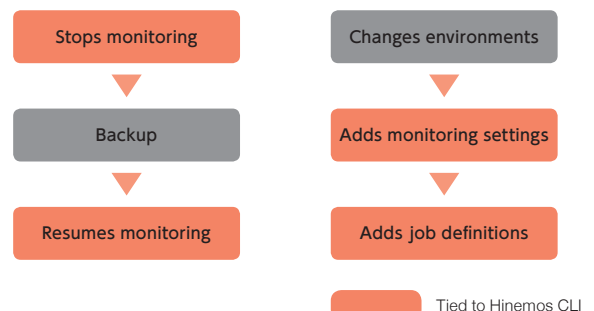 Stops monitoring
Backup
Resumes monitoring
Changes environments
Adds monitoring settings
Adds job definitions
Tied to Hinemos CLI